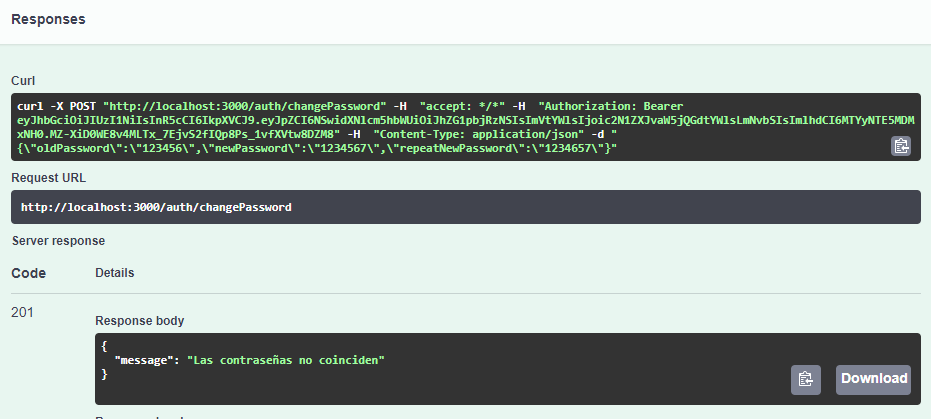 Responses
Curl
curl -X POST "http://localhost:3000/auth/changePassword" -H  "accept: */*" -H  "Authorization: Bearer
eyJhbGciOiJIUzI1NiIsInR5cCI6IkpXVCJ9.eyJpZCI6NSwidXNlcm5hbWUiOiJhZG1pbjRzNSIsImVtYWlsIjoic2N1ZXJvaW5jQGdtYWlsLmNvbSIsImlhdCI6MTYyNTE5MDM
xNH0.MZ-XiD0WE8v4MLTx_7EjvS2fIQp8Ps_1vfXVtw8DZM8" -H  "Content-Type: application/json" -d "
{\"oldPassword\":\"123456\",\"newPassword\":\"1234567\",\"repeatNewPassword\":\"1234657\"}"
Request URL
http://localhost:3000/auth/changePassword
Server response
Code Details
201
Response body
{
"message": "Las contraseñas no coinciden"
}
Download